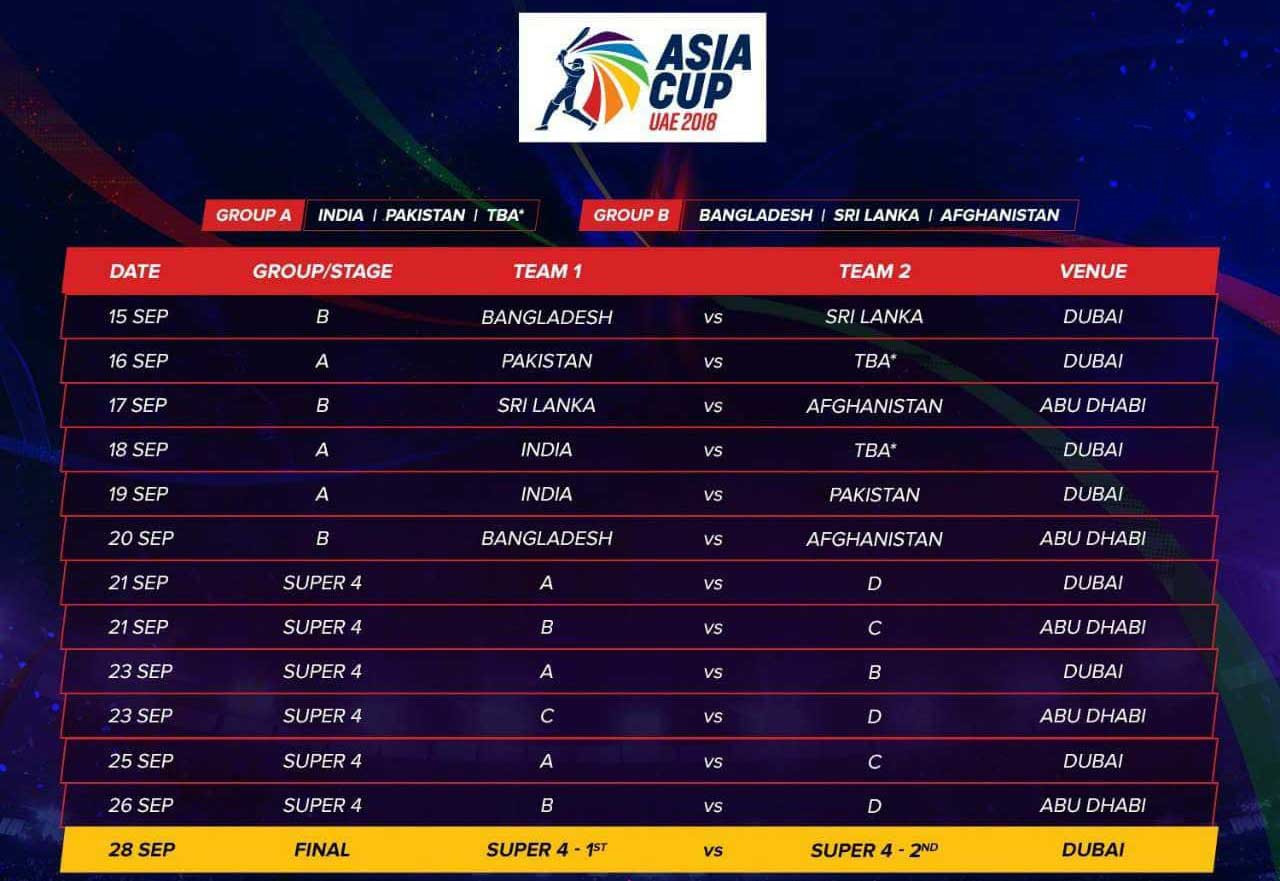 ASIA
CUP
UAE 2018
GROUP A INDIA | PAKISTAN | TBA* GROUP B BANGLADESH | SRI LANKA | AFGHANISTAN
DATE GROUP/STAGE TEAM 1 TEAM 2 VENUE
15 SEP B BANGLADESH vs SRI LANKA DUBAI
16 SEP A PAKISTAN vs TBA* DUBAI
17 SEP B SRI LANKA vs AFGHANISTAN ABU DHABI
18 SEP A INDIA vs TBA* DUBAI
19 SEP A INDIA vs PAKISTAN DUBAI
20 SEP B BANGLADESH vs AFGHANISTAN ABU DHABI
21 SEP SUPER 4 A vs D DUBAI
21 SEP SUPER 4 B vs C ABU DHABI
23 SEP SUPER 4 A vs B DUBAI
23 SEP SUPER 4 C vs D ABU DHABI
25 SEP SUPER 4 A vs C DUBAI
26 SEP SUPER 4 B vs D ABU DHABI
28 SEP FINAL SUPER 4 - 1ST vs SUPER 4 - 2ND DUBAI